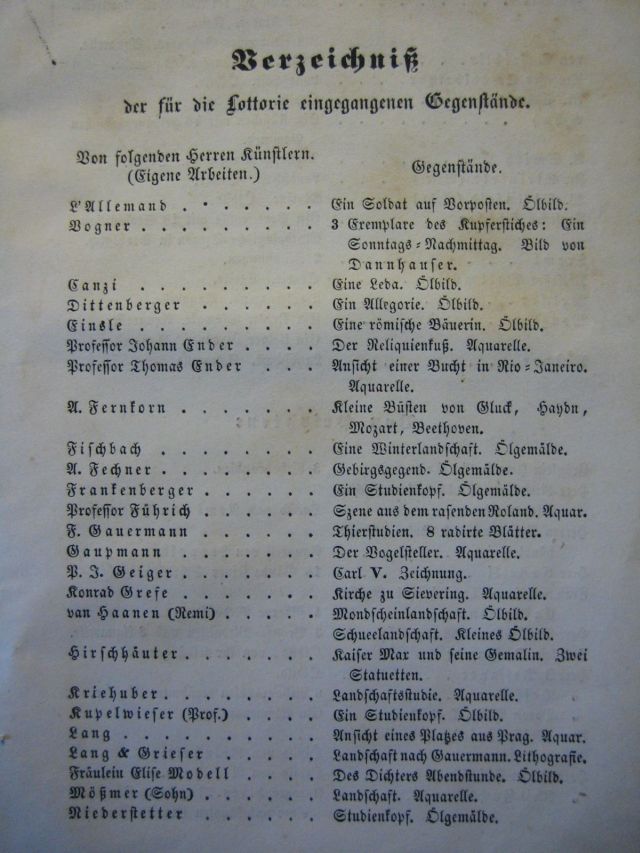 Verzeichniß
der für die Lottorie eingegangenen Gegenstände.
Von folgenden Herren Künstlern.
(Eigene Arbeiten.)
Gegenstände.
L'Allemand . . . . . . . Ein Soldat auf Vorposten. Ölbild.
Vogner . . . . . . . . . 3 Exemplare des Kupferstiches: Ein
Sonntags-Nachmittag. Bild von
Dannhauser.
Canzi . . . . . . . . . Eine Leda. Ölbild.
Dittenberger . . . . . . Ein Allegorie. Ölbild.
Einsle . . . . . . . . . Eine römische Bäuerin. Ölbild.
Professor Johann Ender . . . . Der Reliquienkuß. Aquarelle.
Professor Thomas Ender . . . Ansicht einer Bucht in Rio-Janeiro.
Aquarelle.
A. Fernkorn . . . . . . . Kleine Büsten von Gluck, Haydn,
Mozart, Beethoven.
Fischbach . . . . . . . . Eine Winterlandschaft. Ölgemälde.
A. Fechner . . . . . . . . Gebirgsgegend. Ölgemälde.
Frankenberger . . . . . . Ein Studienkopf. Ölgemälde.
Professor Führich . . . . . . Szene aus dem rasenden Roland. Aquar.
F. Gauermann . . . . . . Thierstudien. 8 radirte Blätter.
Gaupmann . . . . . . . Der Vogelsteller. Aquarelle.
P. J. Geiger . . . . . . . Carl V. Zeichnung.
Konrad Grefe . . . . . . . Kirche zu Sievering. Aquarelle.
van Haanen (Remi) . . . . . Mondscheinlandschaft. Ölbild.
Schueelandschaft. Kleines Ölbild.
Hirschhäuter . . . . . . . Kaiser Max und seine Gemalin. Zwei
Statuetten.
Kriehuber . . . . . . . . Landschaftsstudie. Aquarelle.
Kupelwieser (Prof.) . . . . . Ein Studienkopf. Ölbild.
Lang . . . . . . . . . . Ansicht eines Platzes aus Prag. Aquar.
Lang & Grieser . . . . . Landschaft nach Gauermann. Lithografie.
Fräulein Elise Modell . . . . Des Dichters Abendstunde. Ölbild.
Mößmer (Sohn) . . . . . . Landschaft. Aquarelle.
Niederstetter . . . . . . Studienkopf. Ölgemälde.